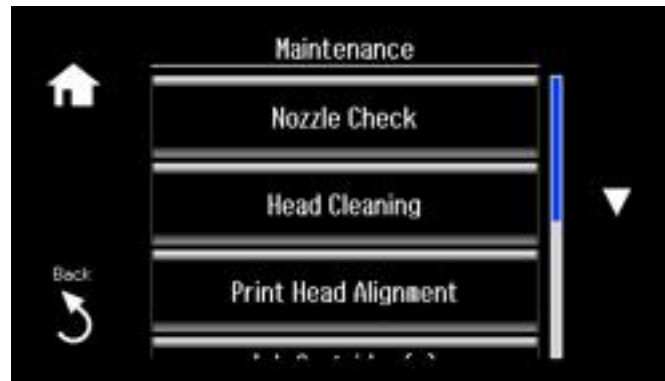 Maintenance
Nozzle Check
Head Cleaning
Back
Print Head Alignment